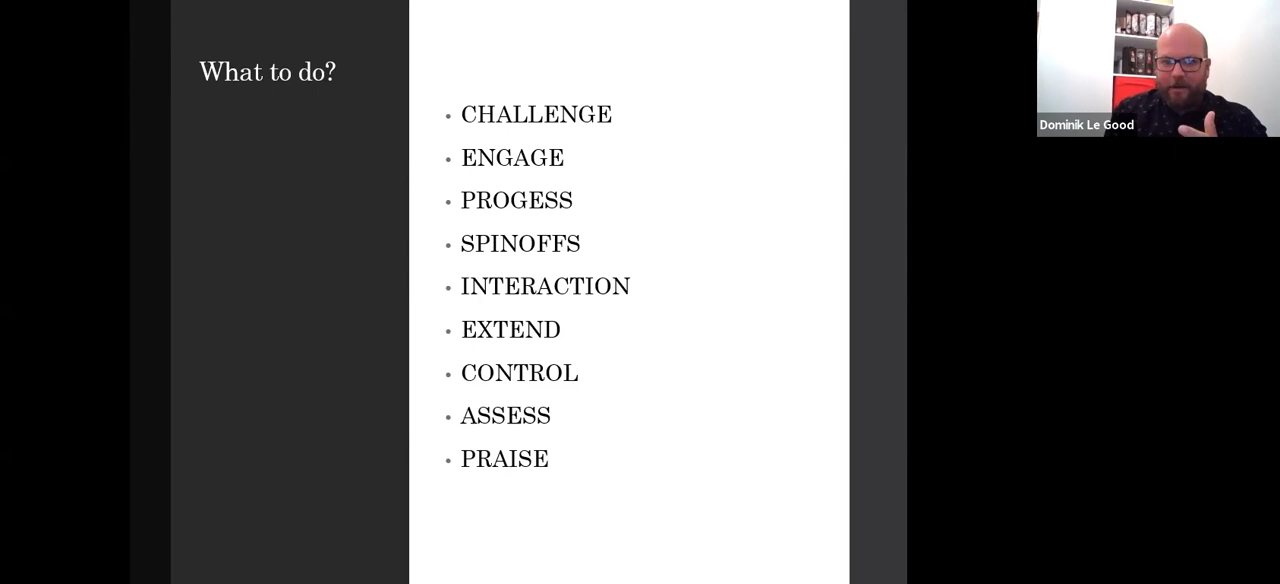 What to do?
• CHALLENGE
• ENGAGE
• PROGESS
• SPINOFFS
• INTERACTION
• EXTEND
• CONTROL
• ASSESS
• PRAISE
Dominik Le Good